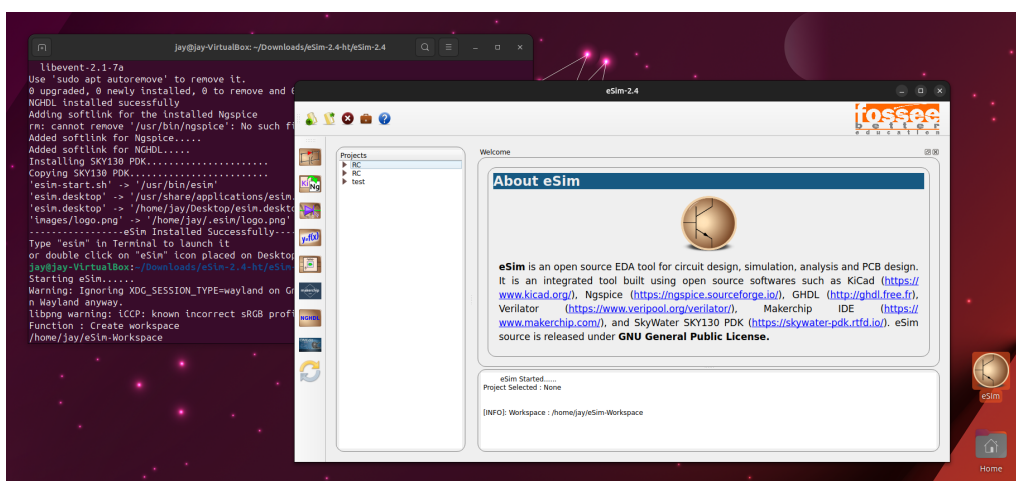 jay@jay-VirtualBox: ~/Downloads/eSim-2.4-ht/eSim-2.4
libevent-2.1-7a
Use 'sudo apt autoremove' to remove it.
0 upgraded, 0 newly installed, 0 to remove and
NGHDL installed sucessfully
Adding softlink for the installed Ngspice
rm: cannot remove '/usr/bin/ngspice': No such fi
Added softlink for Ngspice.....
Added softlink for NGHDL.....
Installing SKY130 PDK......................
Copying SKY130 PDK........................
'esim-start.sh' -> '/usr/bin/esim'
'esim.desktop' -> '/usr/share/applications/esim.
'esim.desktop' -> '/home/jay/Desktop/esim.deskto
'images/logo.png' -> '/home/jay/.esim/logo.png'
-----------------eSim Installed Successfully----
Type "esim" in Terminal to launch it
or double click on "eSim" icon placed on Desktop
jay@jay-VirtualBox:~/Downloads/eSim-2.4-ht/eSim
Starting eSim......
Warning: Ignoring XDG_SESSION_TYPE=wayland on Gn
n Wayland anyway.
libpng warning: iCCP: known incorrect sRGB profi
Function : Create workspace
/home/jay/eSim-Workspace
eSim-2.4
fossee
better
education
Projects
RC
RC
test
Ki Ng
y=f(x)
makerchip
NGHDL
Welcome
About eSim
eSim is an open source EDA tool for circuit design, simulation, analysis and PCB design.
It is an integrated tool built using open source softwares such as KiCad (https://
www.kicad.org/), Ngspice (https://ngspice.sourceforge.io/), GHDL (http://ghdl.free.fr),
Verilator (https://www.veripool.org/verilator/), Makerchip IDE (https://
www.makerchip.com/), and SkyWater SKY130 PDK (https://skywater-pdk.rtfd.io/). eSim
source is released under GNU General Public License.
eSim Started......
Project Selected : None
[INFO]: Workspace : /home/jay/eSim-Workspace
eSim
Home